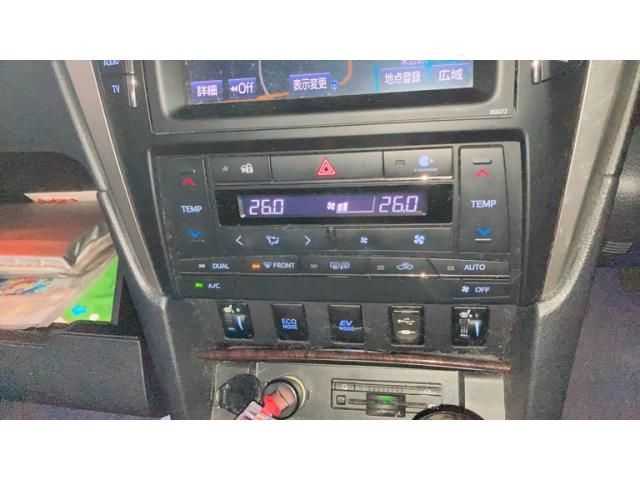 AUDIO
TV
詳細 ◀◀Off 表示変更 地点登録 広域
nanoe
TEMP 26.0 26.0 TEMP
DUAL FRONT AUTO
A/C OFF
ECO MODE
EV MODE